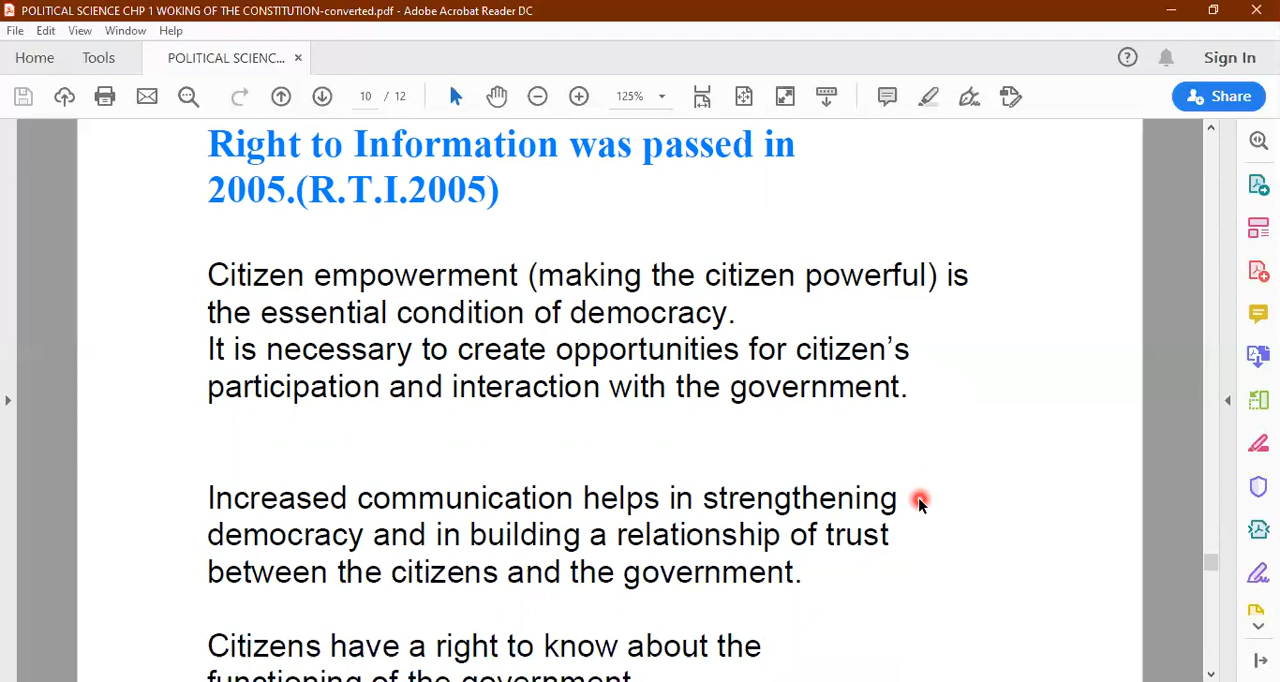 POLITICAL SCIENCE CHP 1 WOKING OF THE CONSTITUTION-converted.pdf - Adobe Acrobat Reader DC
File Edit View Window Help
Home Tools POLITICAL SCIENC... × Sign In
10 / 12 125% Share
Right to Information was passed in
2005.(R.T.I.2005)
Citizen empowerment (making the citizen powerful) is
the essential condition of democracy.
It is necessary to create opportunities for citizen’s
participation and interaction with the government.
Increased communication helps in strengthening
democracy and in building a relationship of trust
between the citizens and the government.
Citizens have a right to know about the
functioning of the government